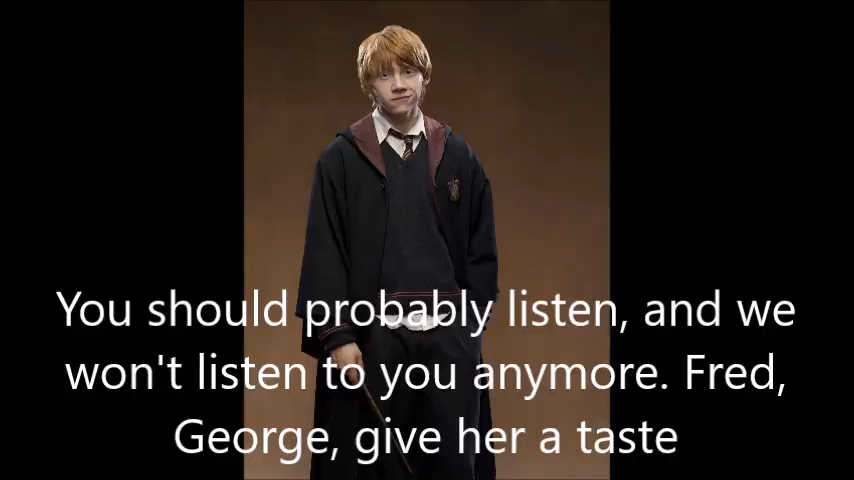 You should probably listen, and we
won't listen to you anymore. Fred,
George, give her a taste